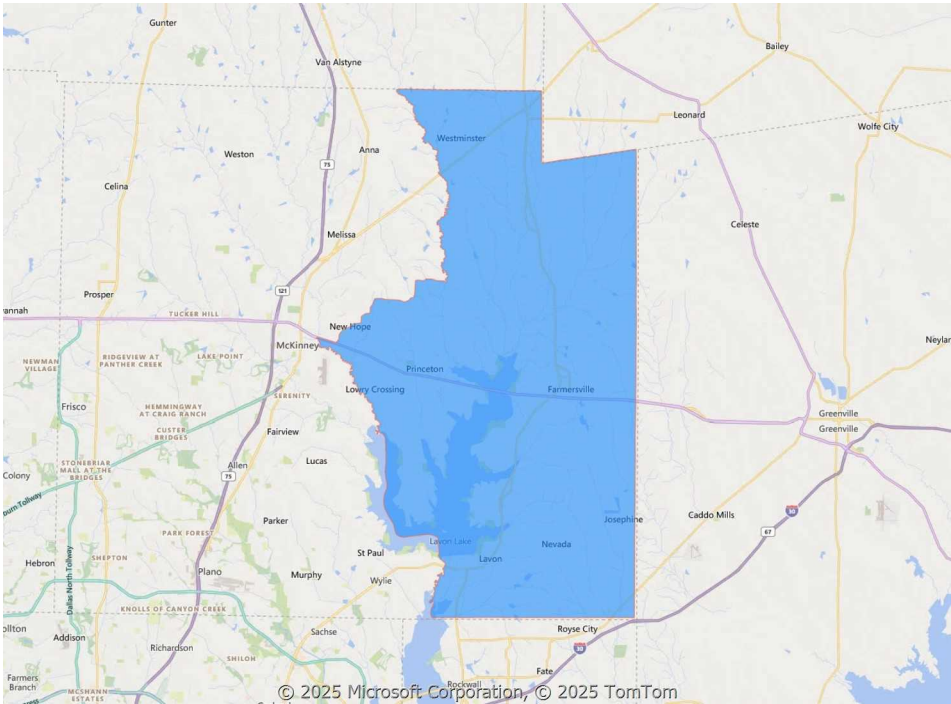 Gunter
Bailey
Van Alstyne
Leonard
Wolfe City
Westminster
Anna
Weston
75
Celina
Celeste
Melissa
121
Prosper
TUCKER HILL
New Hope
McKinney
Neylan
NEWMAN
VILLAGE
RIDGEVIEW AT
PANTHER CREEK
LAKE POINT
Princeton
Lowry Crossing
Farmersville
SERENITY
Frisco
HEMMINGWAY
AT CRAIG RANCH
CUSTER
BRIDGES
Greenville
Greenville
Fairview
STONEBRIAR
MALL AT THE
BRIDGES
Allen
Lucas
Colony
75
30
Caddo Mills
67
Josephine
Dallas North Tollway
Parker
PARK FOREST
Lavon Lake
Nevada
Hebron
SHEPTON
St Paul
Lavon
Plano
Murphy
Wylie
KNOLLS OF CANYON CREEK
Addison
Sachse
Royse City
30
Richardson
SHILOH
Fate
Farmers
Branch
MCSHANN
ESTATES
Rockwall
© 2025 Microsoft Corporation, © 2025 TomTom